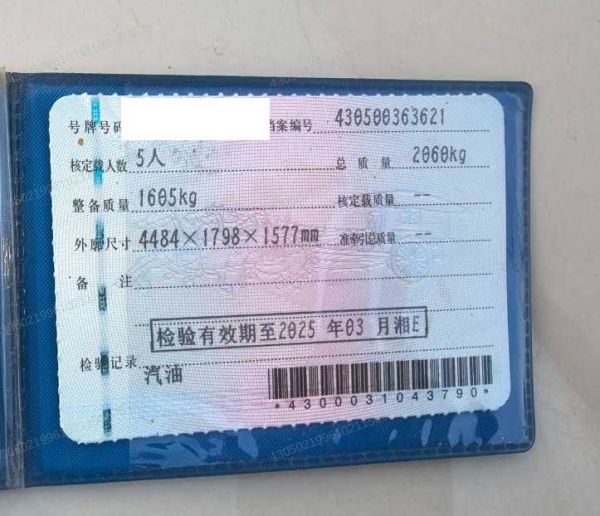 号牌号码 档案编号 430500363621
核定载人数 5人 总质量 2060kg
整备质量 1605kg 核定载质量 --
外廓尺寸 4484×1798×1577mm 准牵引总质量 --
备注
检验有效期至2025年03月湘E
检验记录
汽油
*4300031043790*